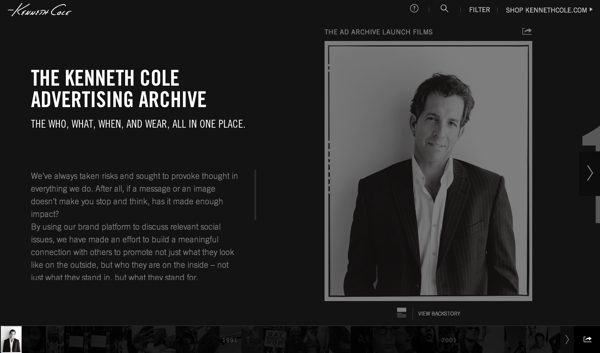 Kenneth Cole
FILTER
SHOP KENNETHCOLE.COM
THE AD ARCHIVE LAUNCH FILMS
THE KENNETH COLE
ADVERTISING ARCHIVE
THE WHO, WHAT, WHEN, AND WEAR, ALL IN ONE PLACE.
We've always taken risks and sought to provoke thought in
everything we do. After all, if a message or an image
doesn't make you stop and think, has it made enough
impact?
By using our brand platform to discuss relevant social
issues, we have made an effort to build a meaningful
connection with others to promote not just what they look
like on the outside, but who they are on the inside – not
just what they stand in, but what they stand for.
VIEW BACKSTORY